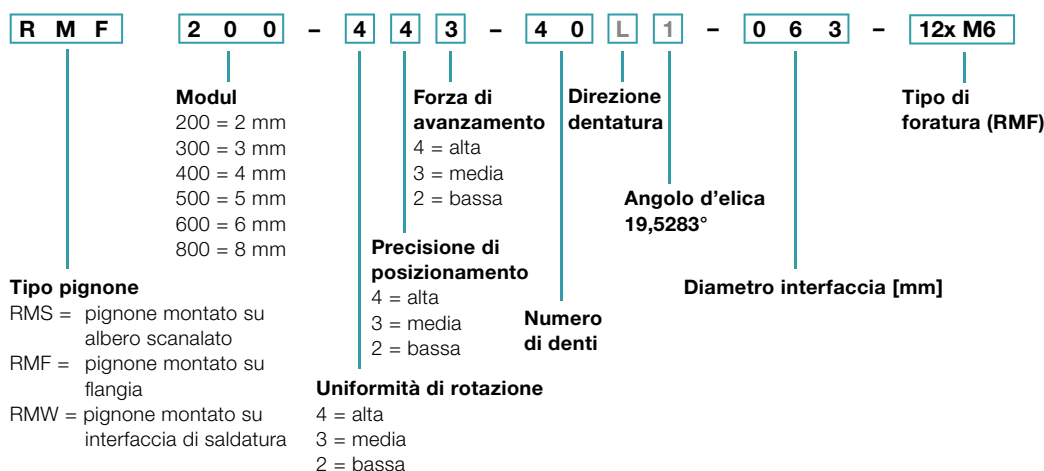 R M F 2 0 0 – 4 4 3 – 4 0 L 1 – 0 6 3 – 12x M6
Modul
200 = 2 mm
300 = 3 mm
400 = 4 mm
500 = 5 mm
600 = 6 mm
800 = 8 mm
Forza di
avanzamento
4 = alta
3 = media
2 = bassa
Direzione
dentatura
Tipo di
foratura (RMF)
Angolo d’elica
19,5283°
Precisione di
posizionamento
4 = alta
3 = media
2 = bassa
Diametro interfaccia [mm]
Tipo pignone
RMS = pignone montato su
albero scanalato
RMF = pignone montato su
flangia
RMW = pignone montato su
interfaccia di saldatura
Numero
di denti
Uniformità di rotazione
4 = alta
3 = media
2 = bassa